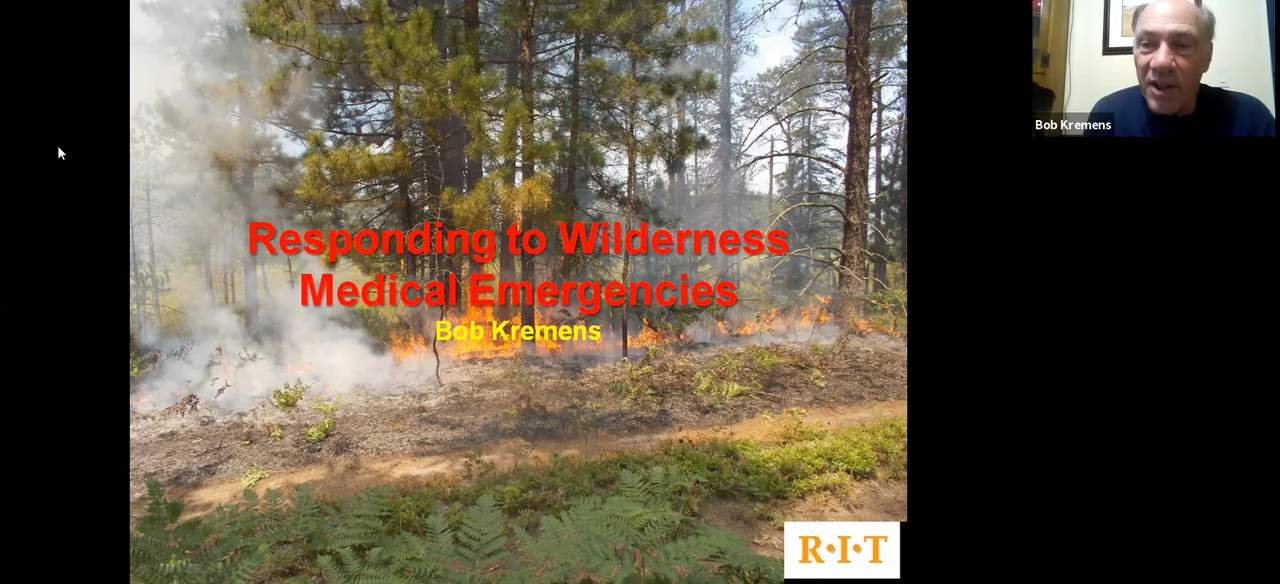 Responding to Wilderness
Medical Emergencies
Bob Kremens
Bob Kremens
R·I·T